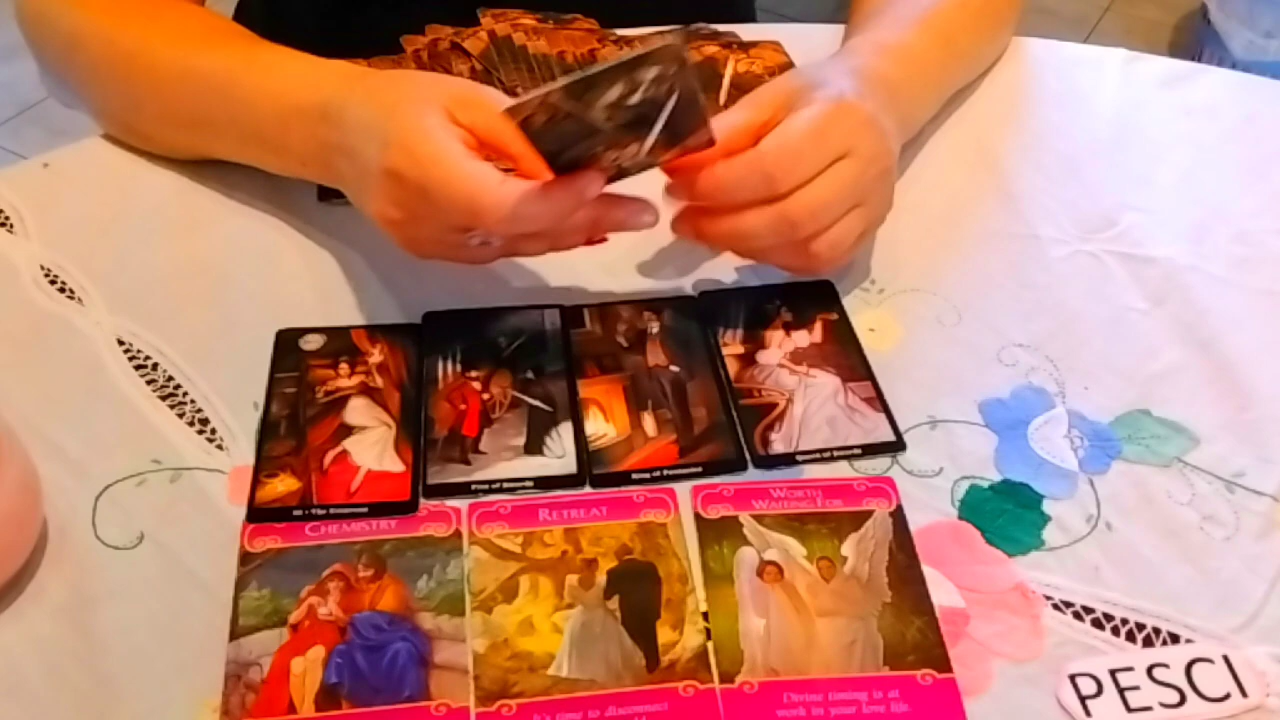 III • The Empress
Five of Swords
King of Pentacles
Queen of Swords
CHEMISTRY
RETREAT
WORTH
WAITING FOR
It's time to disconnect
Divine timing is at
work in your love life.
PESCI